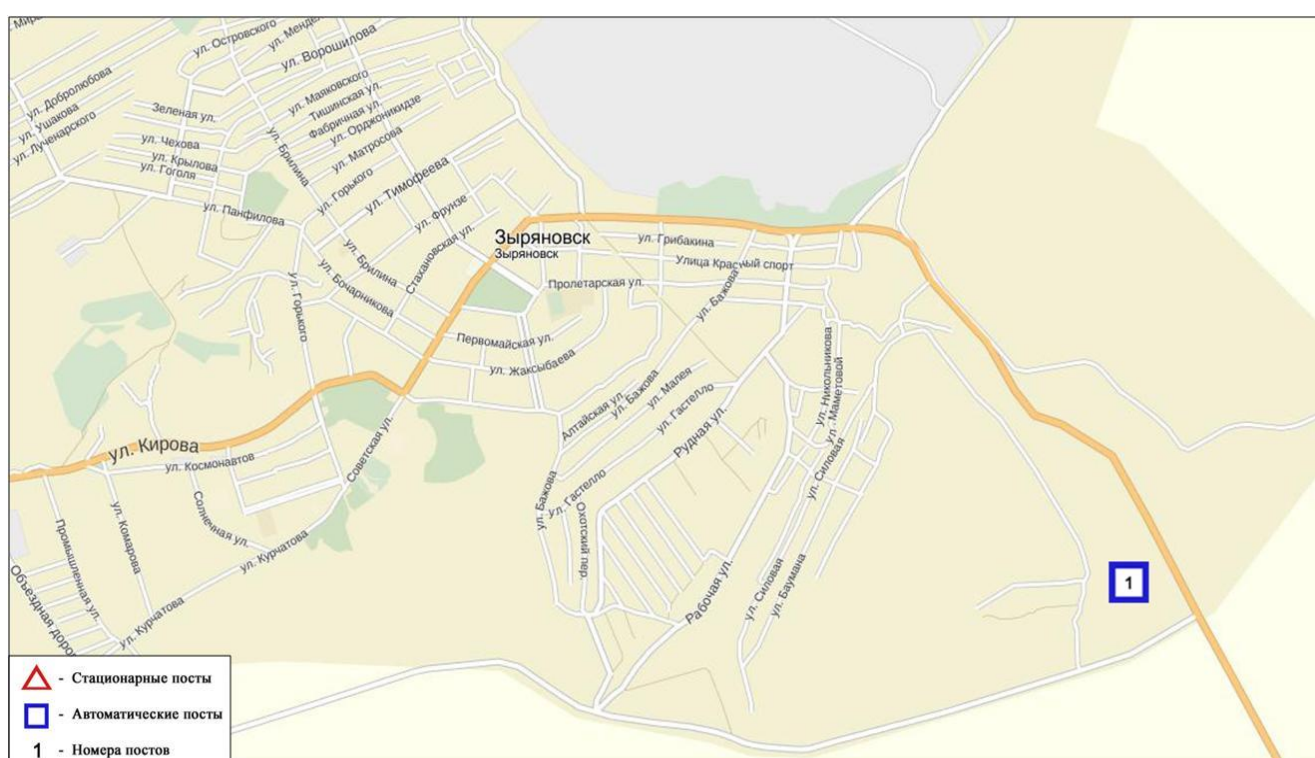 ул. Островского
ул. Ворошилова
ул. Добролюбова
ул. Ушакова
ул. Луначарского
Зеленая ул.
ул. Маяковского
Тишинская ул.
Фабричная ул.
ул. Орджоникидзе
ул. Чехова
ул. Крылова
ул. Гоголя
ул. Брилина
ул. Матросова
ул. Горького
ул. Тимофеева
ул. Панфилова
ул. Фрунзе
Стахановская ул.
Зыряновск
Зыряновск
ул. Грибакина
Улица Красный спорт
Пролетарская ул.
ул. Бажова
ул. Брилина
ул. Бочарникова
ул. Горького
Первомайская ул.
ул. Жаксыбаева
ул. Никольникова
ул. Маметовой
Алтайская ул.
ул. Бажова
ул. Малея
ул. Гастелло
Рудная ул.
ул. Силовая
ул. Кирова
ул. Космонавтов
Советская ул.
Солнечная ул.
ул. Комарова
Промышленная ул.
ул. Курчатова
ул. Курчатова
ул. Бажова
ул. Гастелло
Охотский пер.
Рабочая ул.
ул. Силовая
ул. Баумана
1
- Стационарные посты
- Автоматические посты
1 - Номера постов